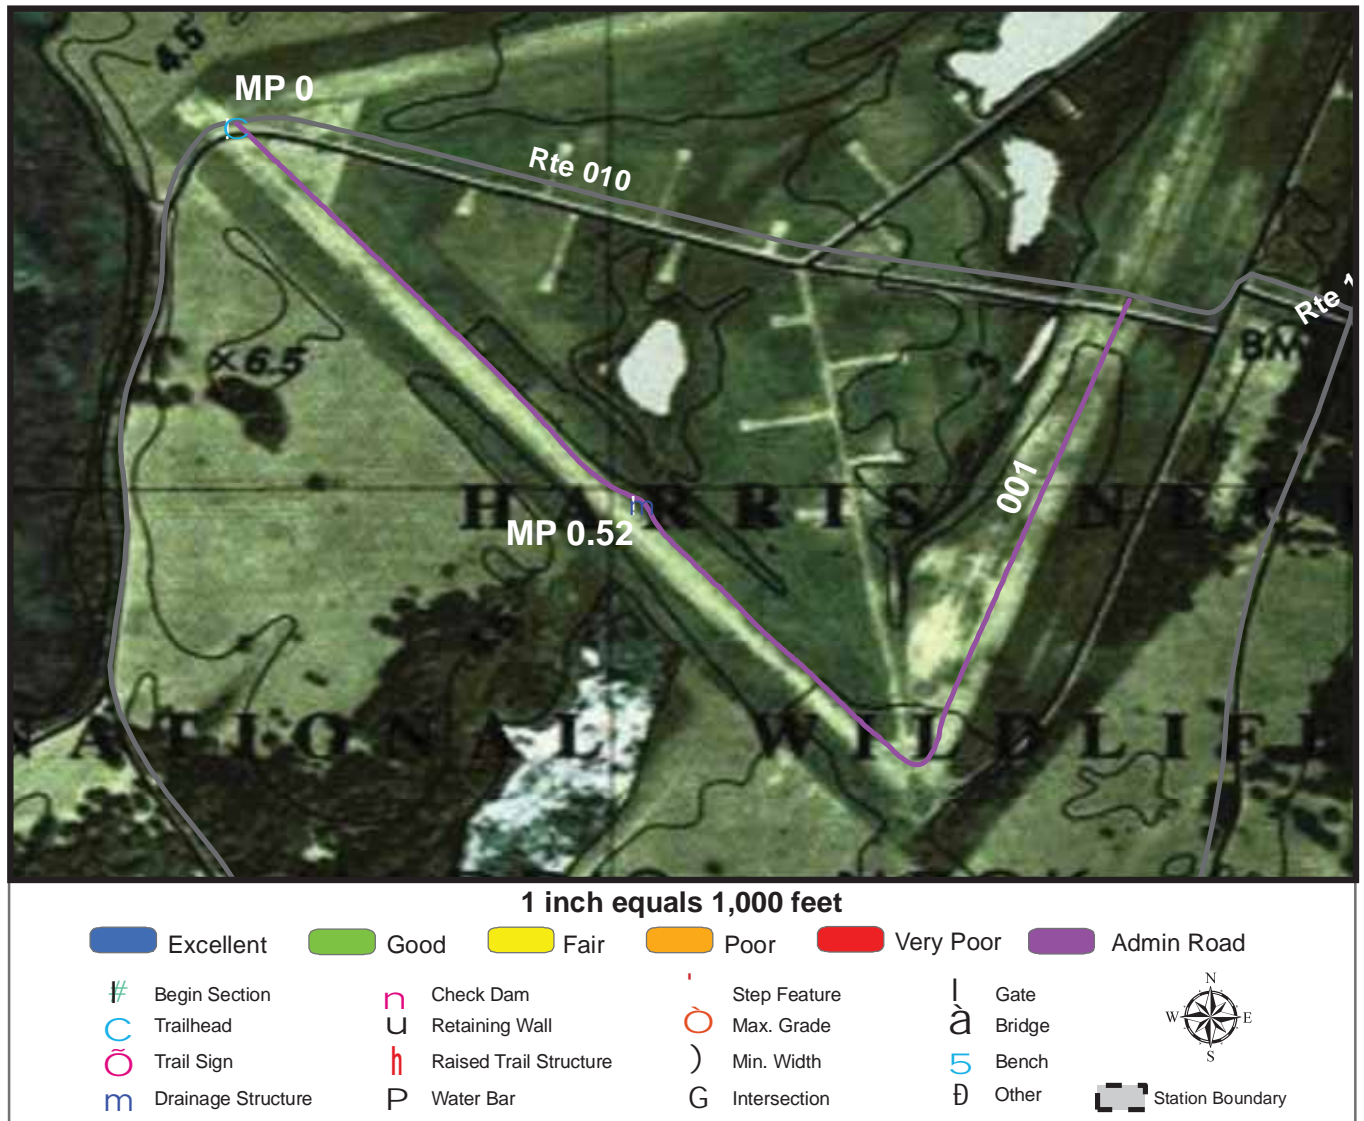 4.5
MP 0
Rte 010
Rte 1
BM
×6.5
001
HARRIS NEC
MP 0.52
NATIONAL WILDLIFE
1 inch equals 1,000 feet
Excellent Good Fair Poor Very Poor Admin Road
Begin Section Check Dam Step Feature Gate
Trailhead Retaining Wall Max. Grade Bridge
Trail Sign Raised Trail Structure Min. Width Bench
Drainage Structure Water Bar Intersection Other Station Boundary
N
W E
S